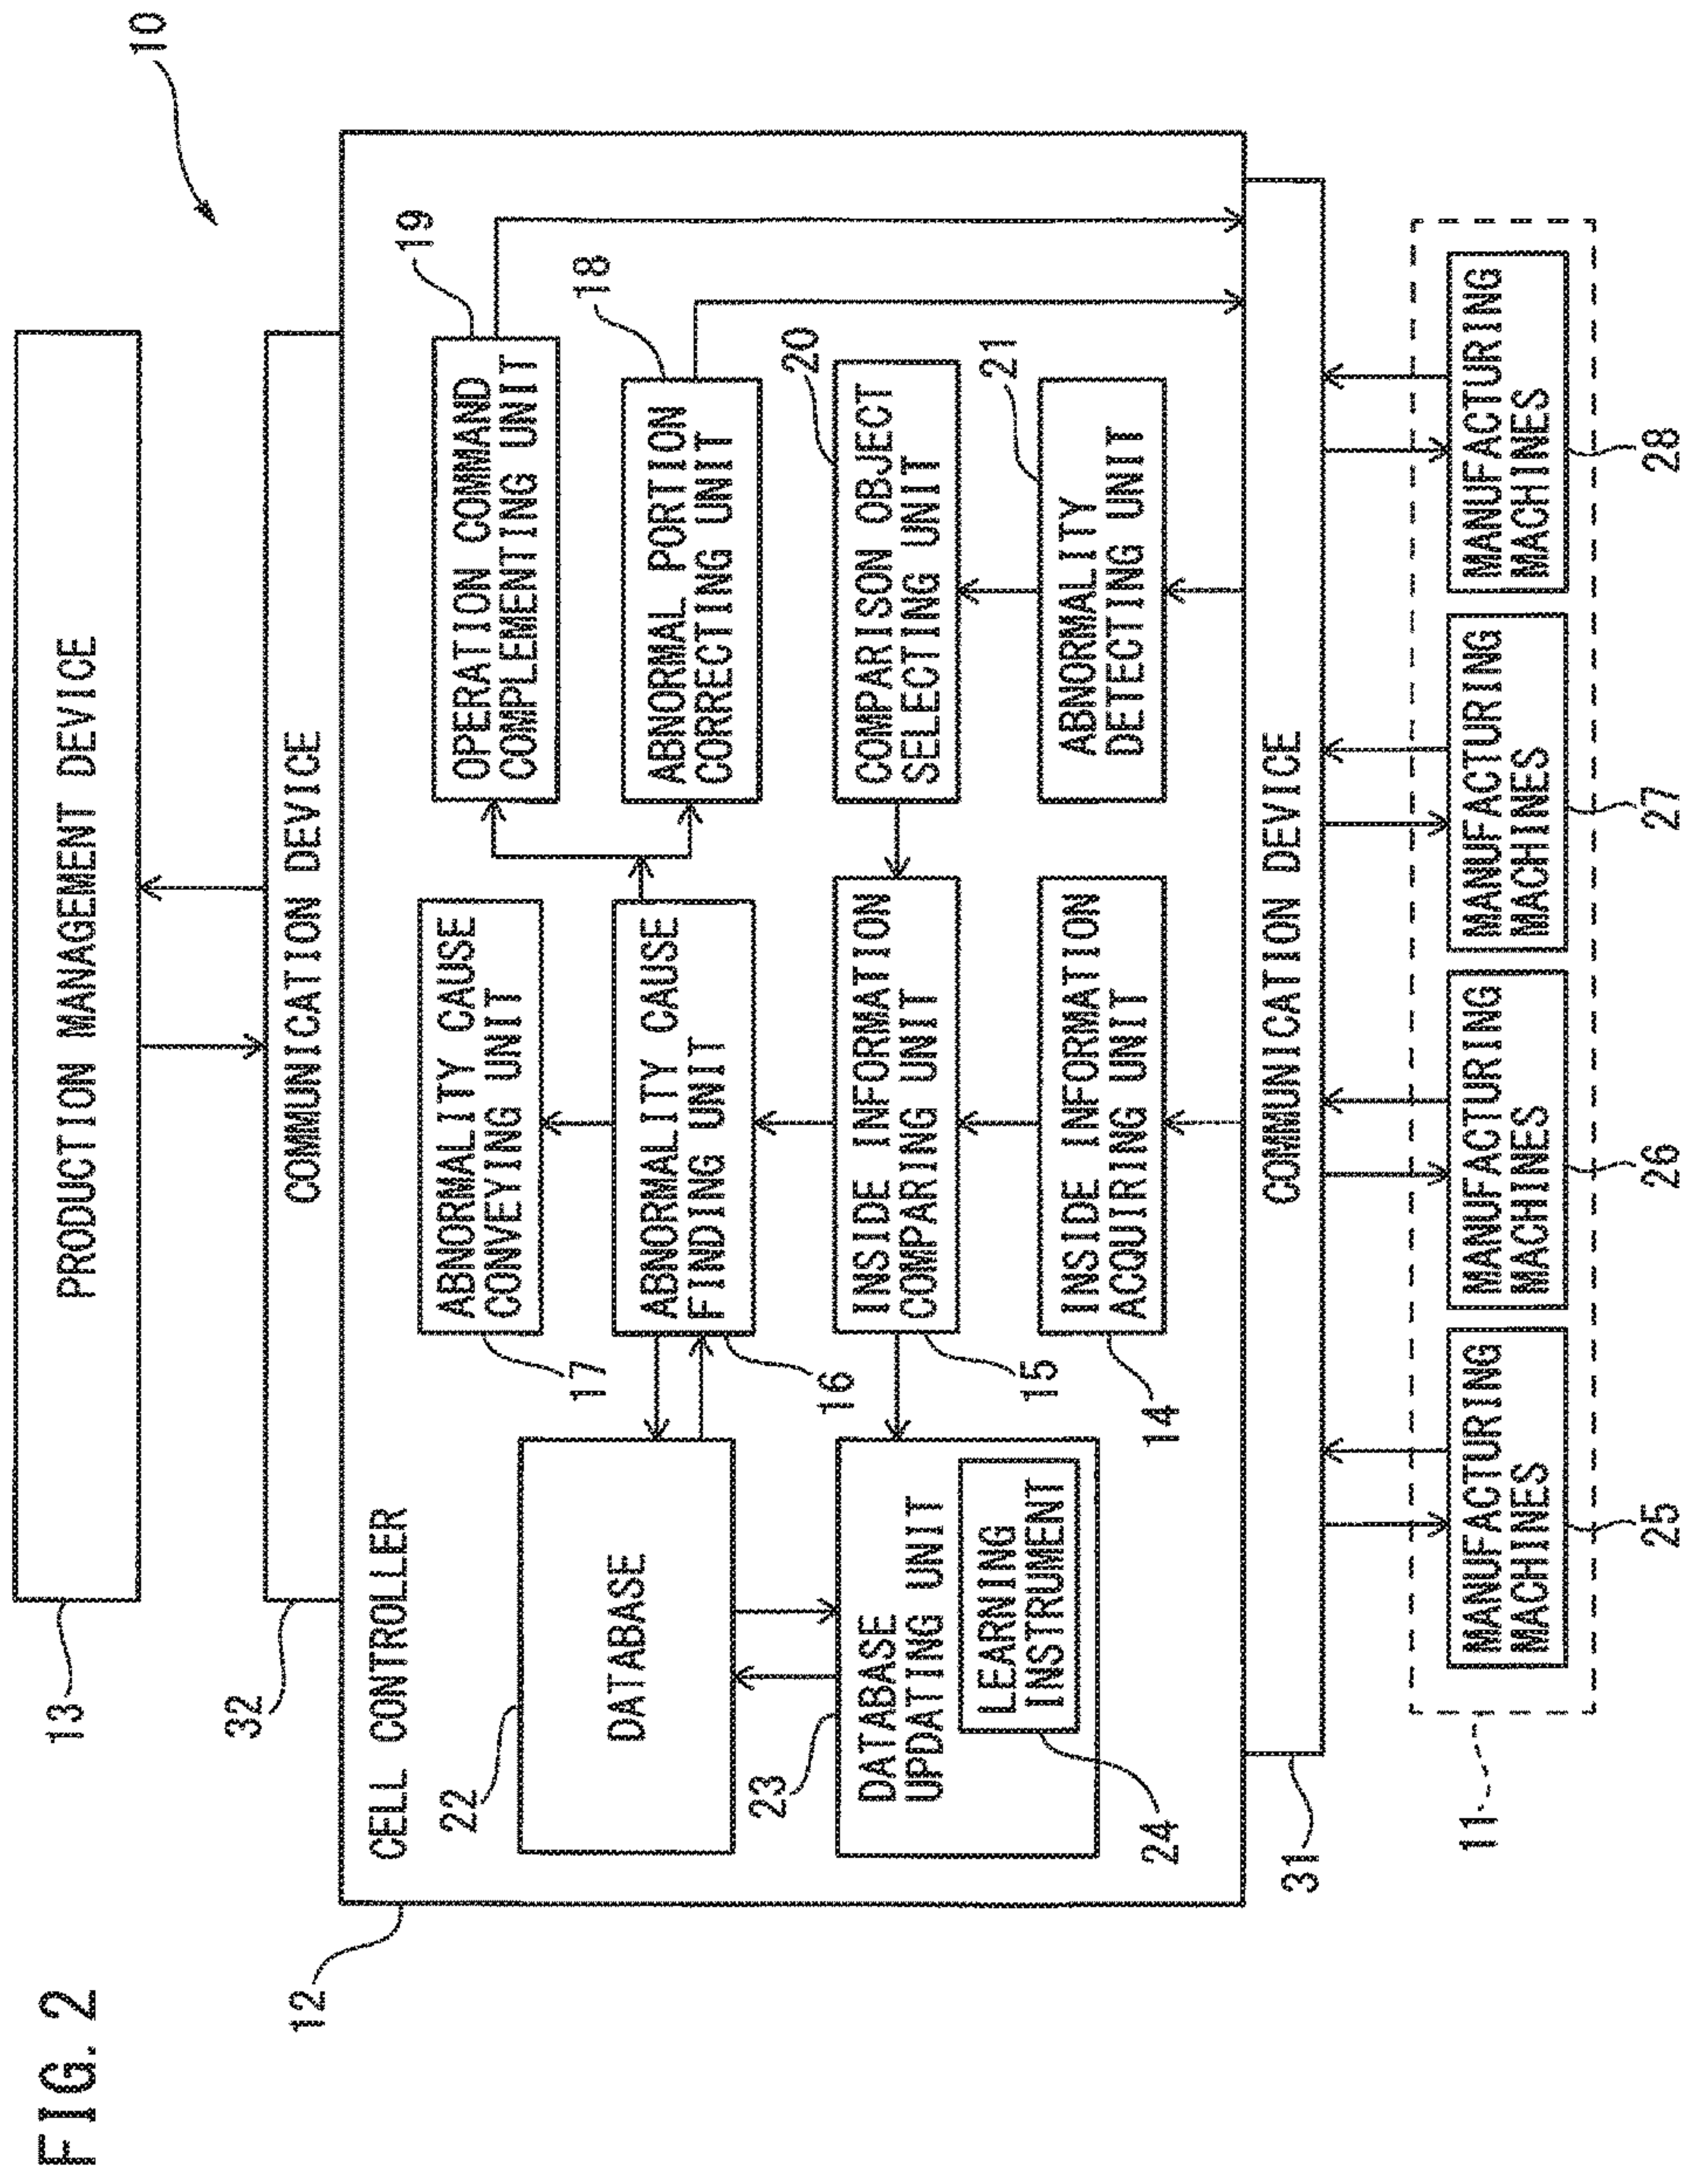 FIG. 2
10
PRODUCTION MANAGEMENT DEVICE
13
COMMUNICATION DEVICE
32
12
CELL CONTROLLER
22
DATABASE
23
DATABASE
UPDATING UNIT
LEARNING
INSTRUMENT
24
ABNORMALITY CAUSE
CONVEYING UNIT
17
ABNORMALITY CAUSE
FINDING UNIT
16
INSIDE INFORMATION
COMPARING UNIT
15
INSIDE INFORMATION
ACQUIRING UNIT
14
OPERATION COMMAND
COMPLEMENTING UNIT
19
ABNORMAL PORTION
CORRECTING UNIT
18
COMPARISON OBJECT
SELECTING UNIT
20
ABNORMALITY
DETECTING UNIT
21
COMMUNICATION DEVICE
31
11
MANUFACTURING
MACHINES
25
MANUFACTURING
MACHINES
26
MANUFACTURING
MACHINES
27
MANUFACTURING
MACHINES
28